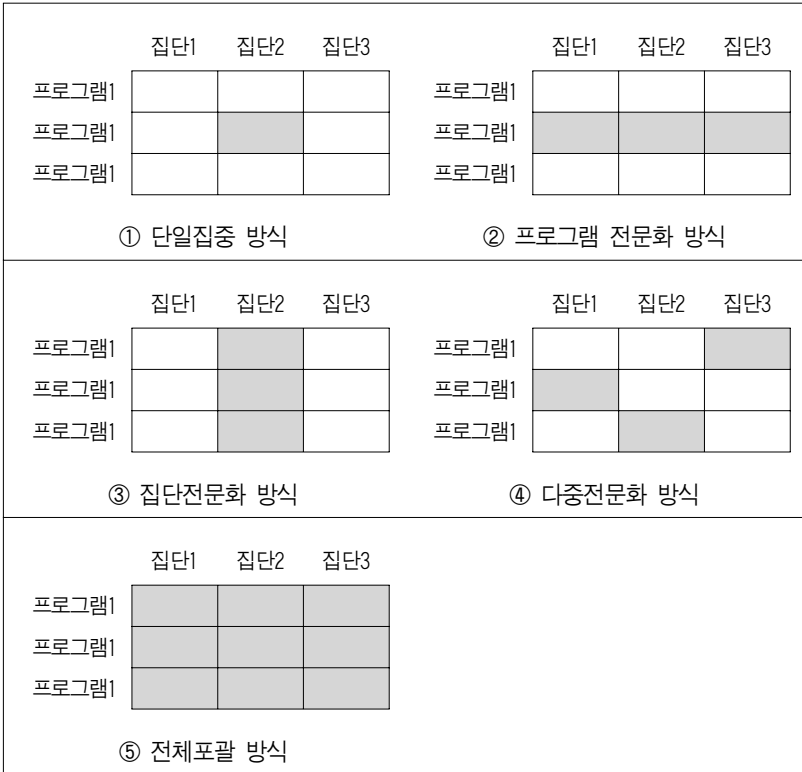 집단1 집단2 집단3
프로그램1
프로그램1
프로그램1
① 단일집중 방식
집단1 집단2 집단3
프로그램1
프로그램1
프로그램1
② 프로그램 전문화 방식
집단1 집단2 집단3
프로그램1
프로그램1
프로그램1
③ 집단전문화 방식
집단1 집단2 집단3
프로그램1
프로그램1
프로그램1
④ 다중전문화 방식
집단1 집단2 집단3
프로그램1
프로그램1
프로그램1
⑤ 전체포괄 방식